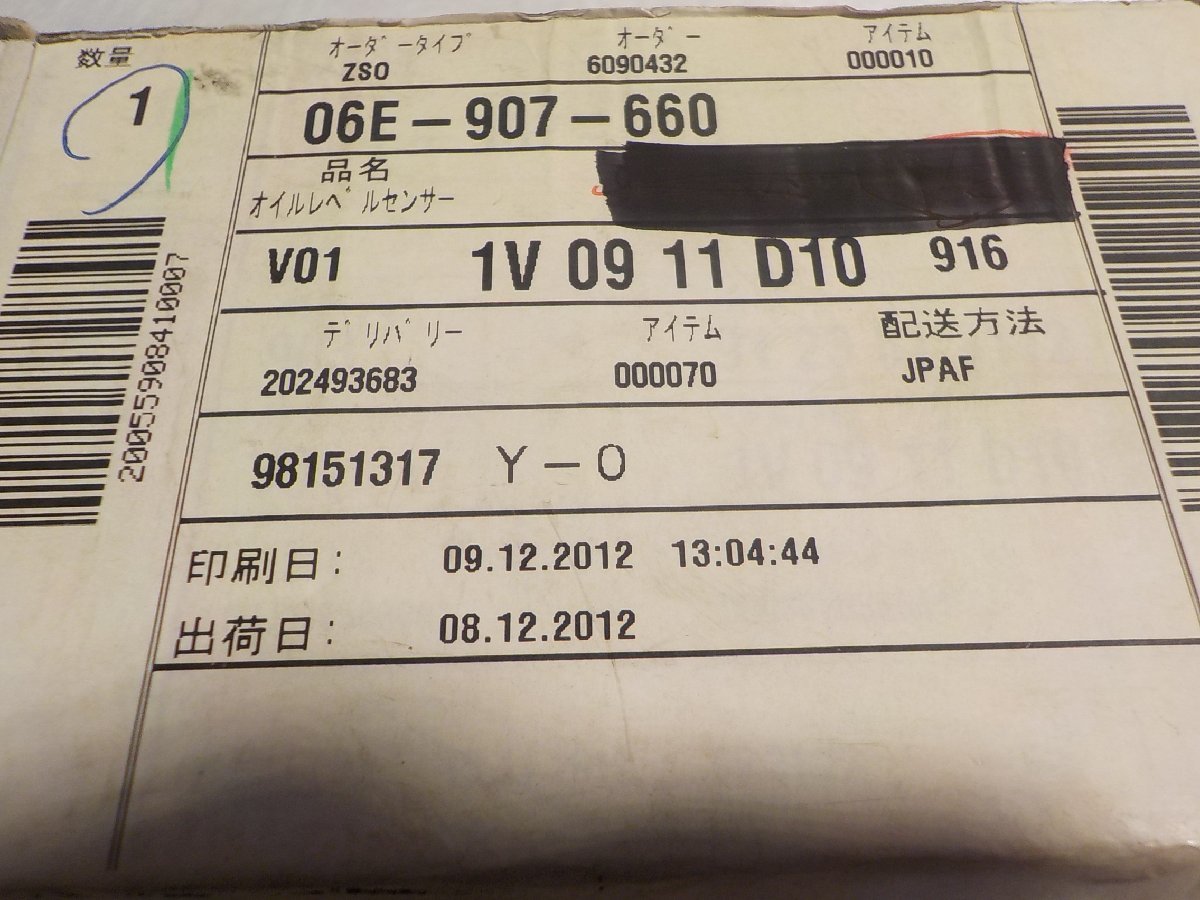 数量
1
オーダータイプ オーダー アイテム
ZSO 6090432 000010
06E-907-660
品名
オイルレベルセンサー
V01 1V 09 11 D10 916
デリバリー アイテム 配送方法
202493683 000070 JPAF
98151317 Y-O
印刷日: 09.12.2012 13:04:44
出荷日: 08.12.2012
20055908410007